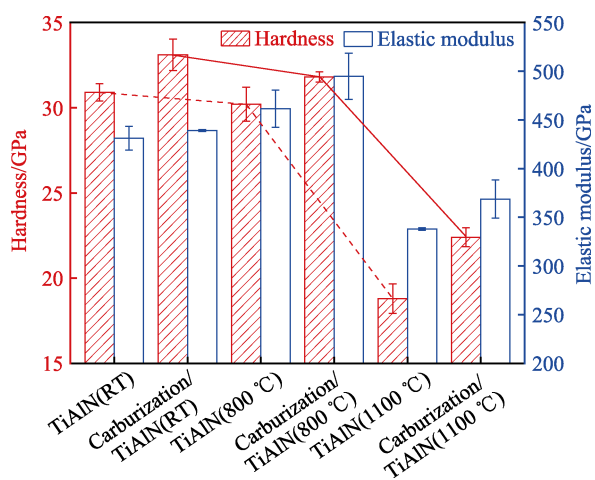 Hardness
Elastic modulus
Hardness/GPa
35
30
25
20
15
Elastic modulus/GPa
550
500
450
400
350
300
250
200
TiAlN(RT)
Carburization/
TiAlN(RT)
TiAlN(800 ℃)
Carburization/
TiAlN(800 ℃)
TiAlN(1100 ℃)
Carburization/
TiAlN(1100 ℃)